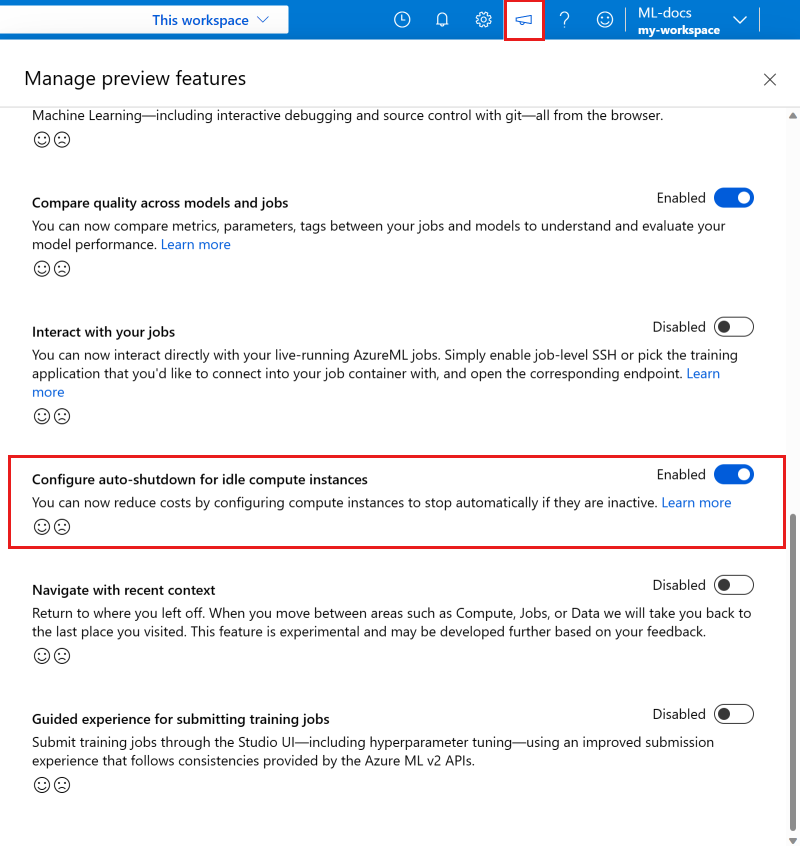 This workspace
ML-docs
my-workspace
Manage preview features
Machine Learning—including interactive debugging and source control with git—all from the browser.
Compare quality across models and jobs
Enabled
You can now compare metrics, parameters, tags between your jobs and models to understand and evaluate your
model performance. Learn more
Interact with your jobs
Disabled
You can now interact directly with your live-running AzureML jobs. Simply enable job-level SSH or pick the training
application that you'd like to connect into your job container with, and open the corresponding endpoint. Learn
more
Configure auto-shutdown for idle compute instances
Enabled
You can now reduce costs by configuring compute instances to stop automatically if they are inactive. Learn more
Navigate with recent context
Disabled
Return to where you left off. When you move between areas such as Compute, Jobs, or Data we will take you back to
the last place you visited. This feature is experimental and may be developed further based on your feedback.
Guided experience for submitting training jobs
Disabled
Submit training jobs through the Studio UI—including hyperparameter tuning—using an improved submission
experience that follows consistencies provided by the Azure ML v2 APIs.